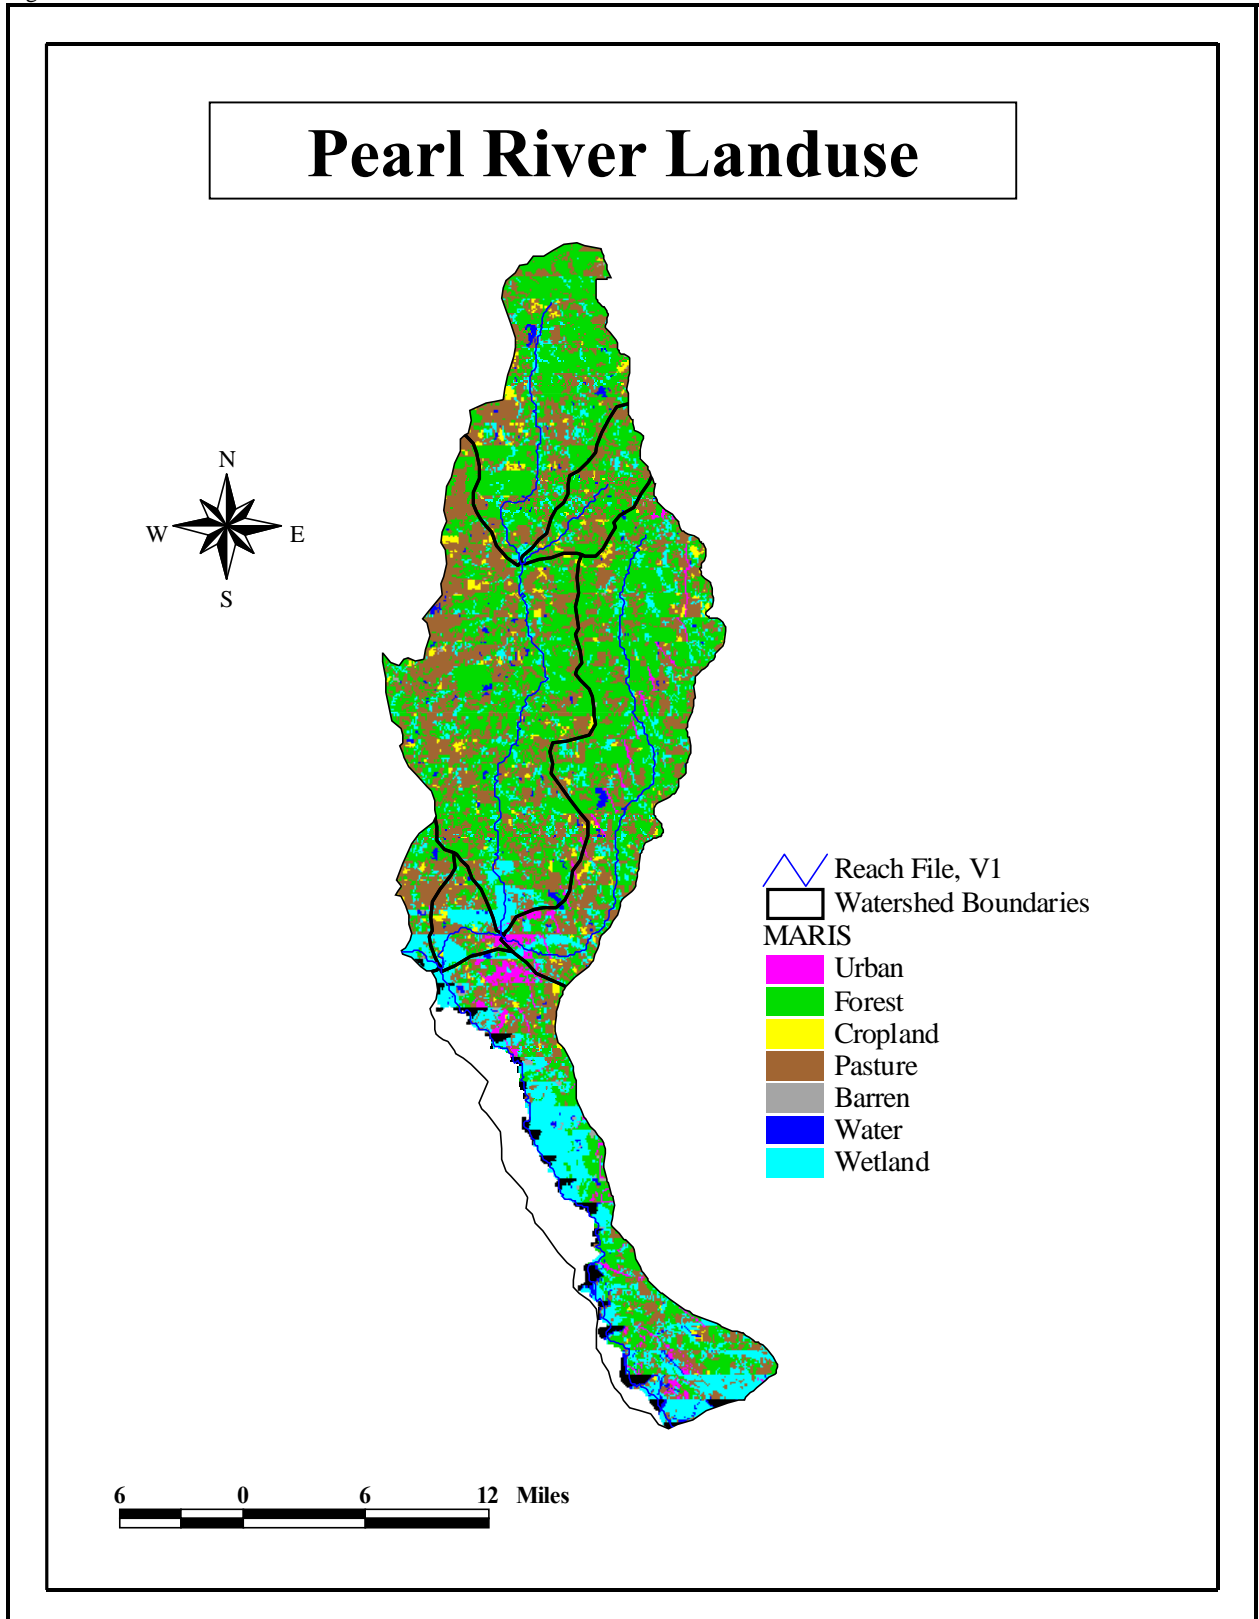 Pearl River Landuse
N
W
E
S
Reach File, V1
Watershed Boundaries
MARIS
Urban
Forest
Cropland
Pasture
Barren
Water
Wetland
6 0 6 12 Miles